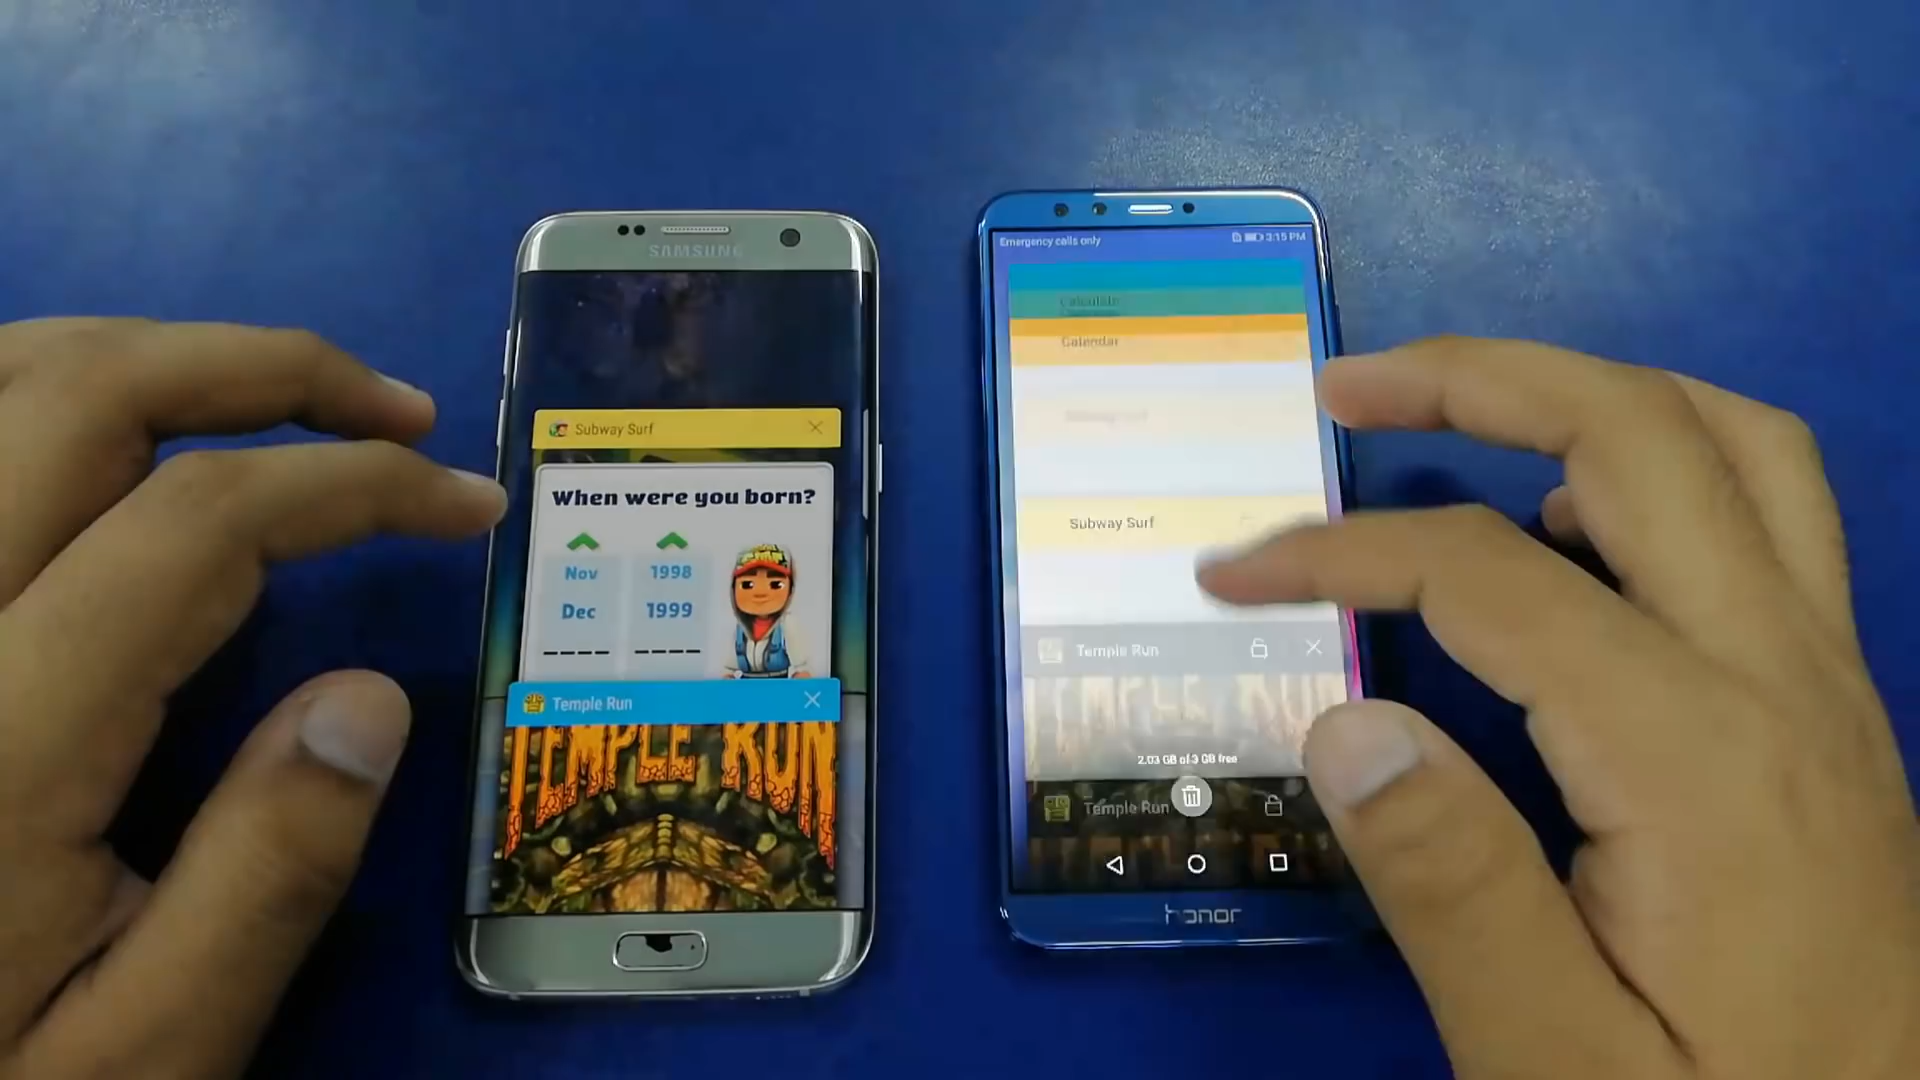 SAMSUNG
Subway Surf
When were you born?
Nov 1998
Dec 1999
Temple Run
TEMPLE RUN
Emergency calls only
3:15 PM
Calendar
Subway Surf
Temple Run
2.03 GB of 3 GB free
Temple Run
honor